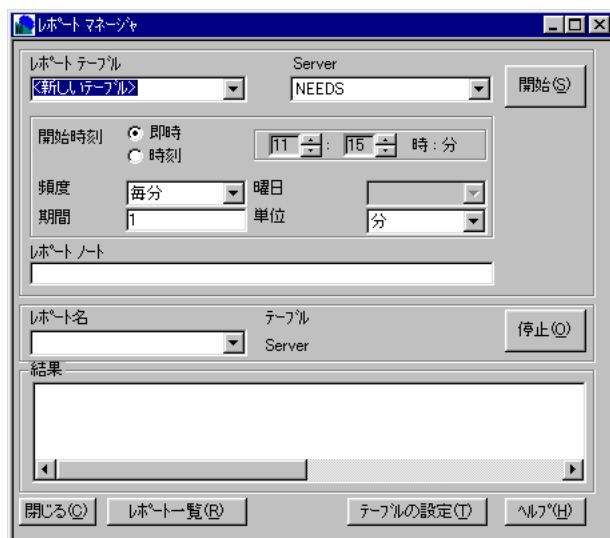 ﾚﾎﾟｰﾄ ﾏﾈｰｼﾞｬ
ﾚﾎﾟｰﾄ ﾃｰﾌﾞﾙ Server
<新しいﾃｰﾌﾞﾙ> NEEDS 開始(S)
開始時刻 即時 11 : 15 時 : 分
時刻
頻度 毎分 曜日
期間 1 単位 分
ﾚﾎﾟｰﾄ ﾉｰﾄ
ﾚﾎﾟｰﾄ名 ﾃｰﾌﾞﾙ 停止(O)
Server
結果
閉じる(C) ﾚﾎﾟｰﾄ一覧(R) ﾃｰﾌﾞﾙの設定(T) ﾍﾙﾌﾟ(H)